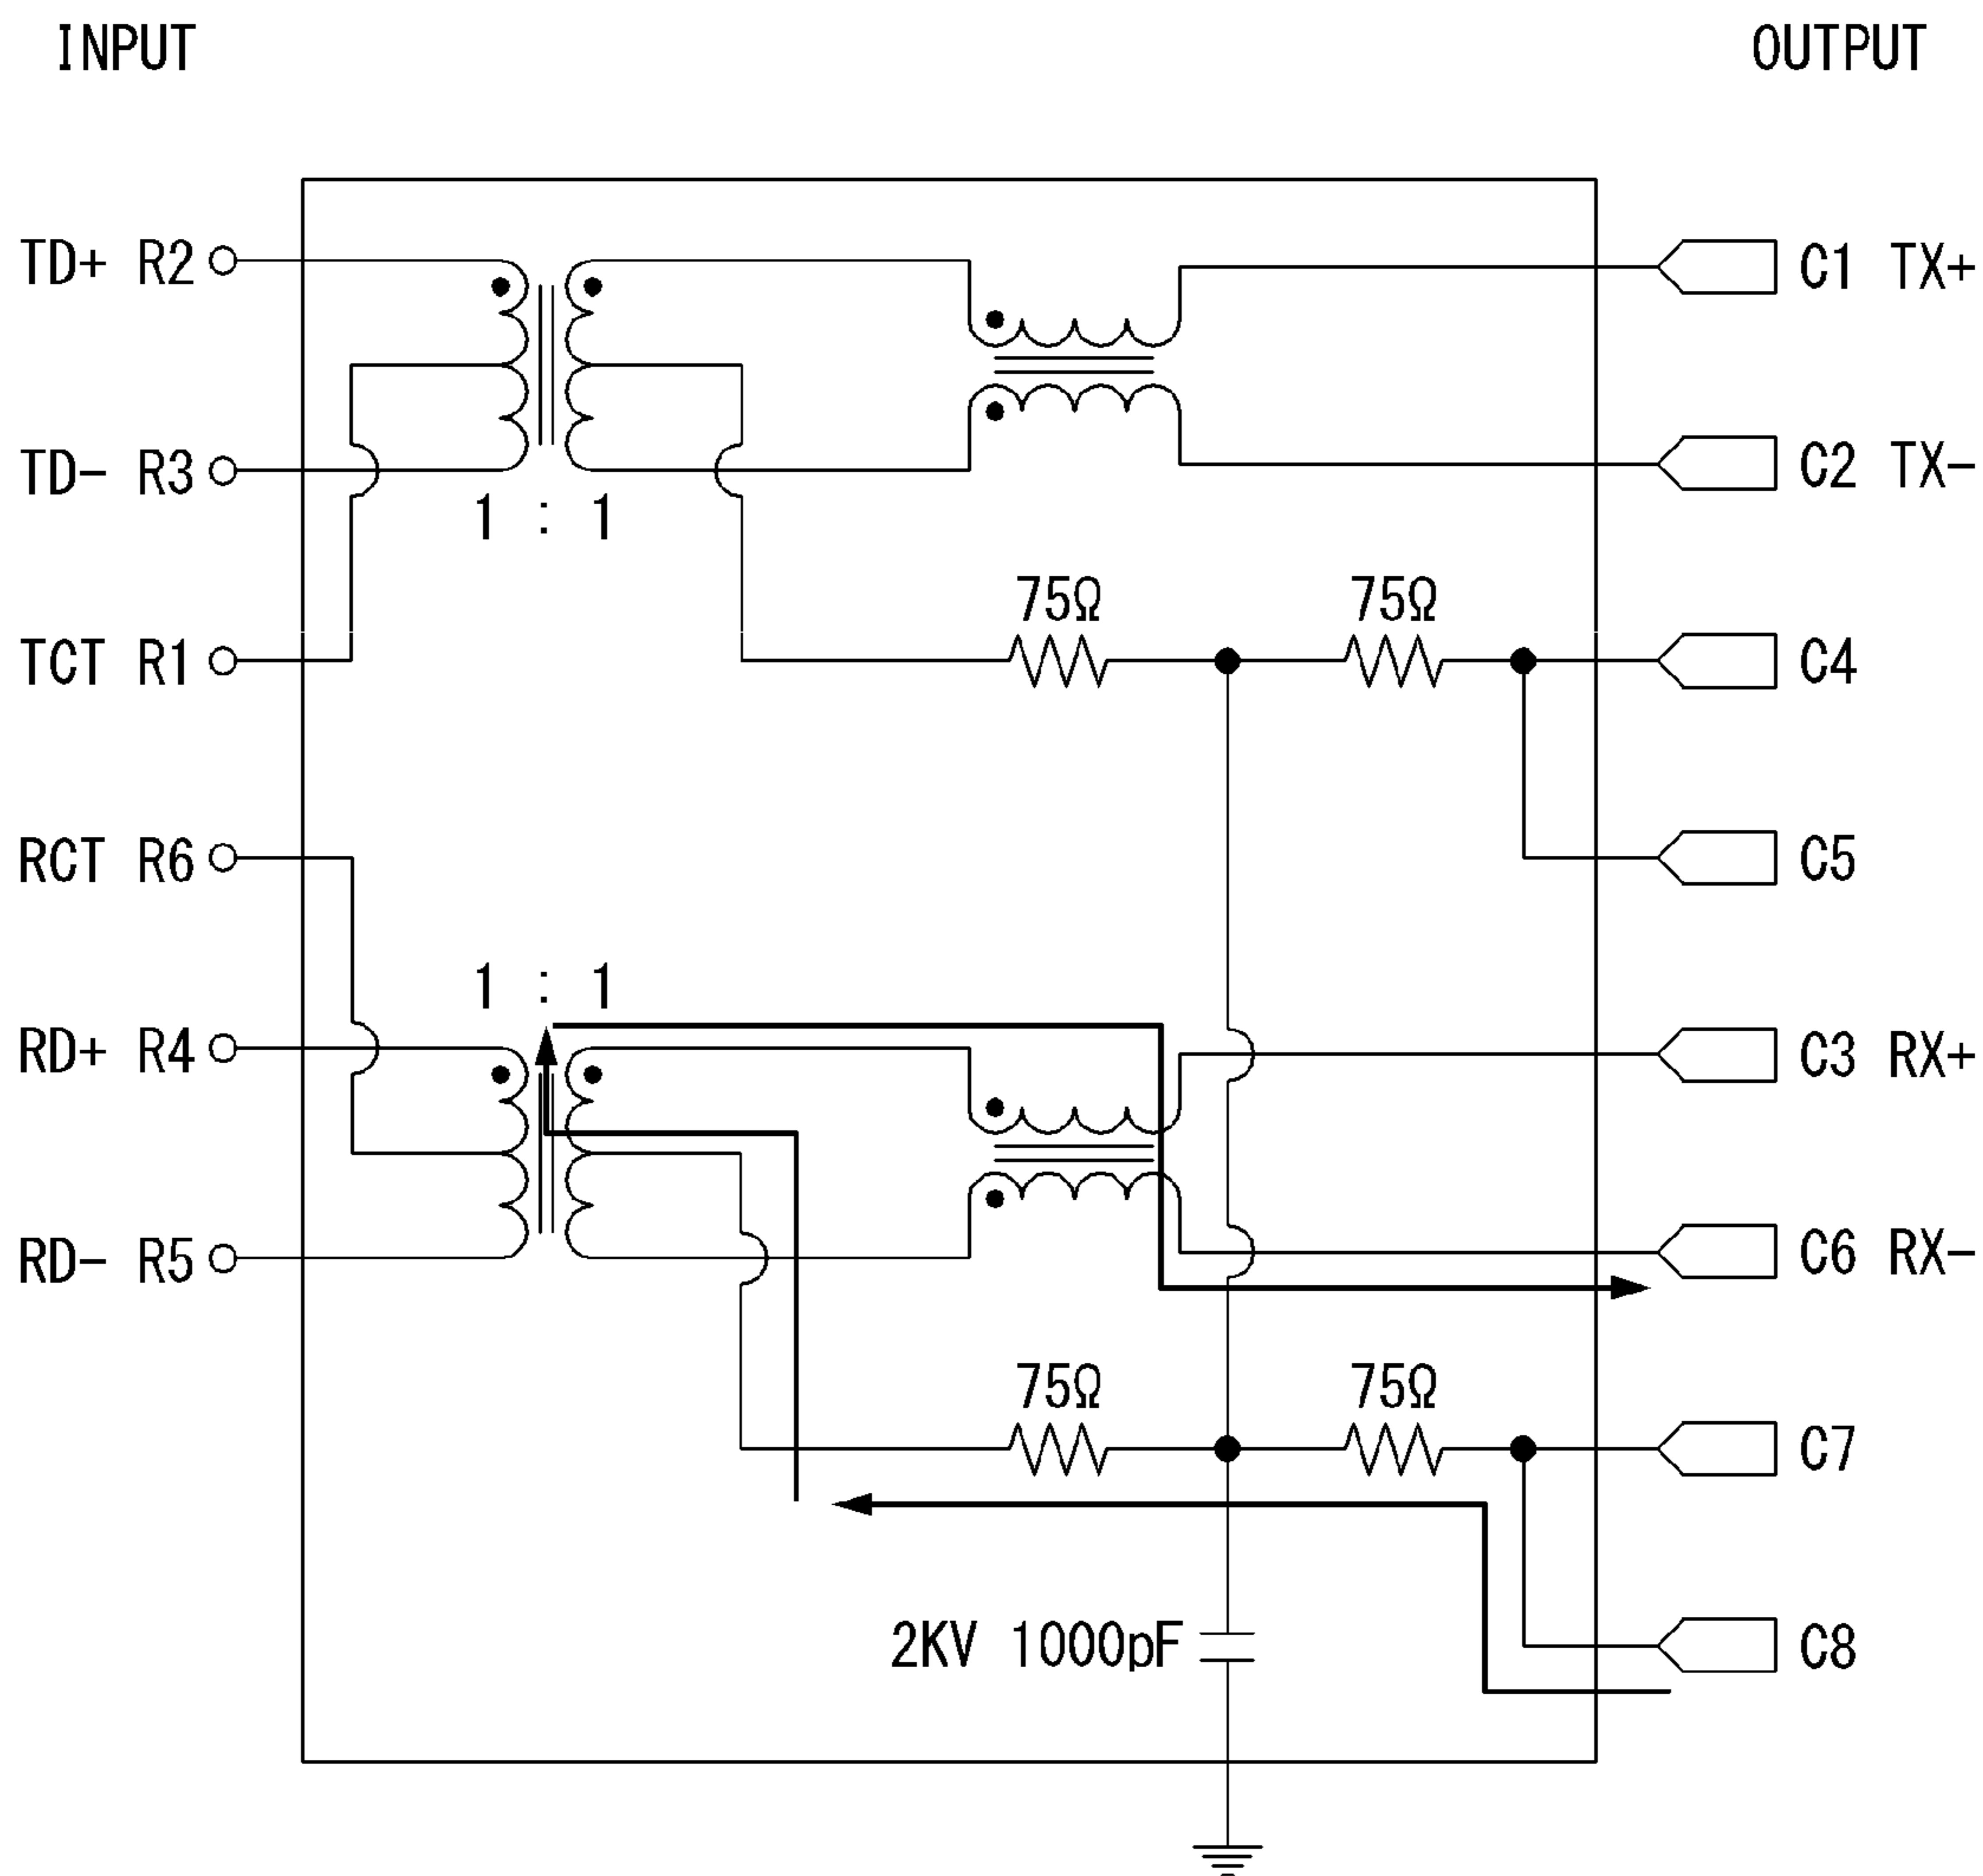 INPUT
OUTPUT
TD+ R2
C1 TX+
TD- R3
C2 TX-
1 : 1
75Ω
75Ω
TCT R1
C4
RCT R6
C5
1 : 1
RD+ R4
C3 RX+
RD- R5
C6 RX-
75Ω
75Ω
C7
2KV 1000pF
C8